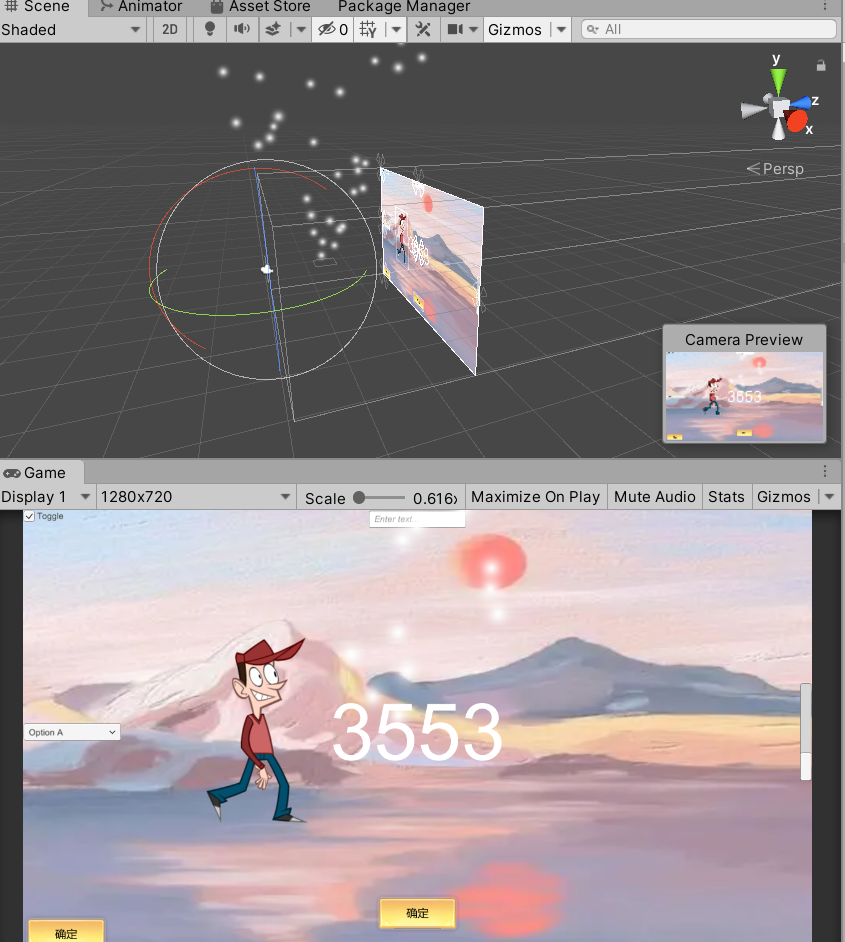 Scene Animator Asset Store Package Manager
Shaded 2D 0 Gizmos All
y
z
x
Persp
Camera Preview
3553
Game
Display 1 1280x720 Scale 0.616x Maximize On Play Mute Audio Stats Gizmos
Toggle Enter text...
3553
Option A
确定
确定